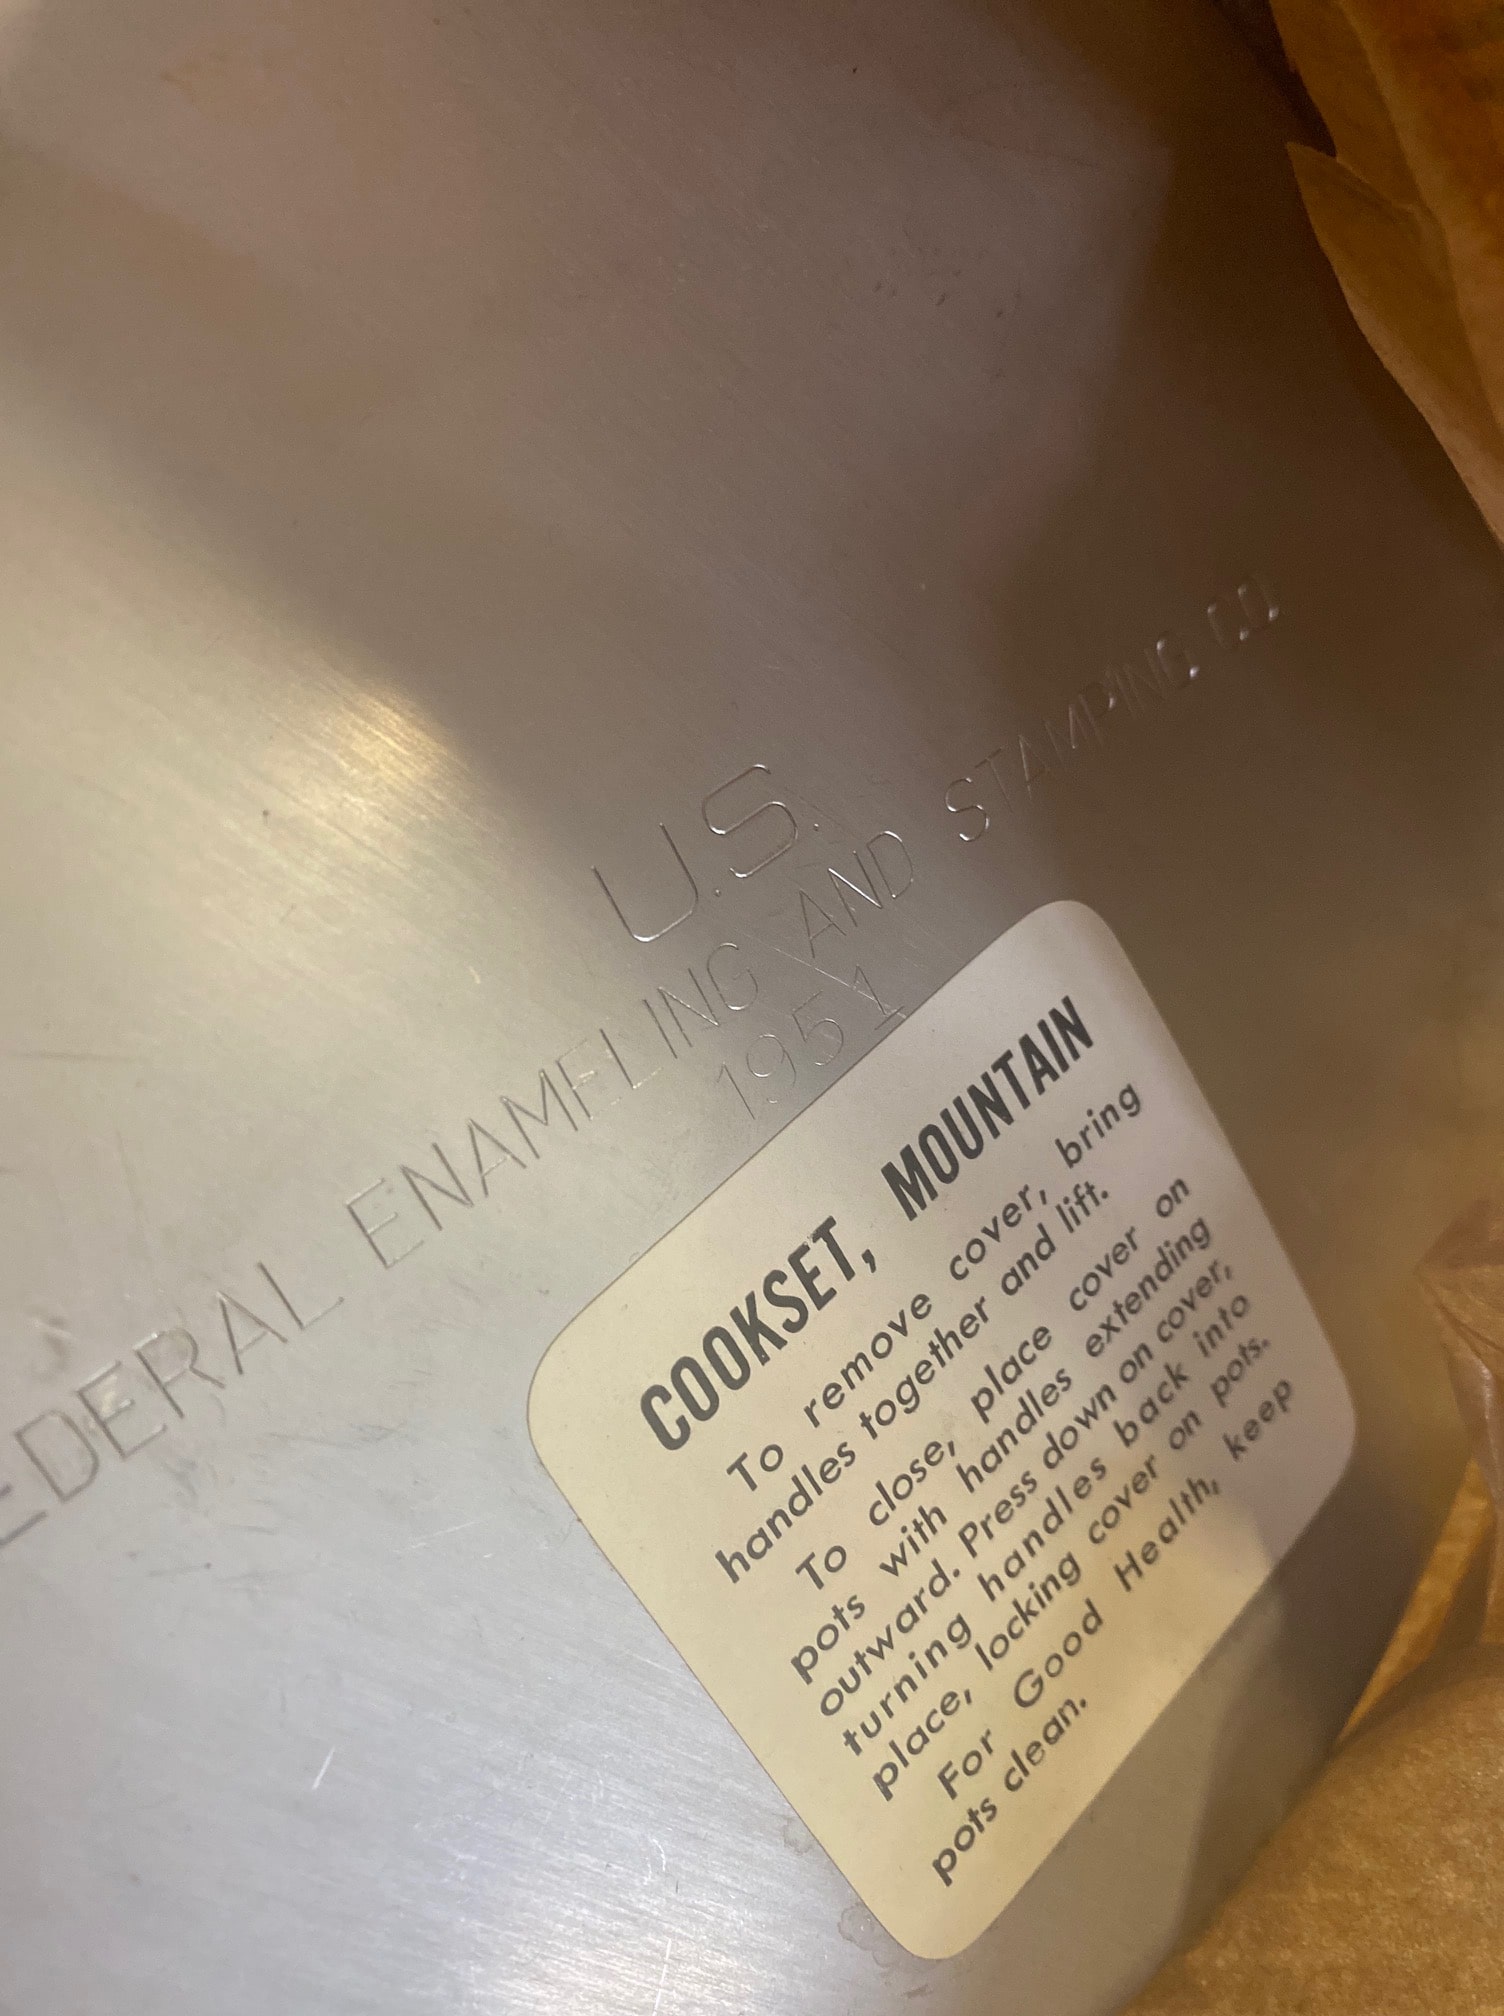 U.S.
EDERAL ENAMELING AND STAMPING CO.
1951
COOKSET, MOUNTAIN
To remove cover, bring
handles together and lift.
To close, place cover on
pots with handles extending
outward. Press down on cover,
turning handles back into
place, locking cover on pots.
For Good Health, keep
pots clean.